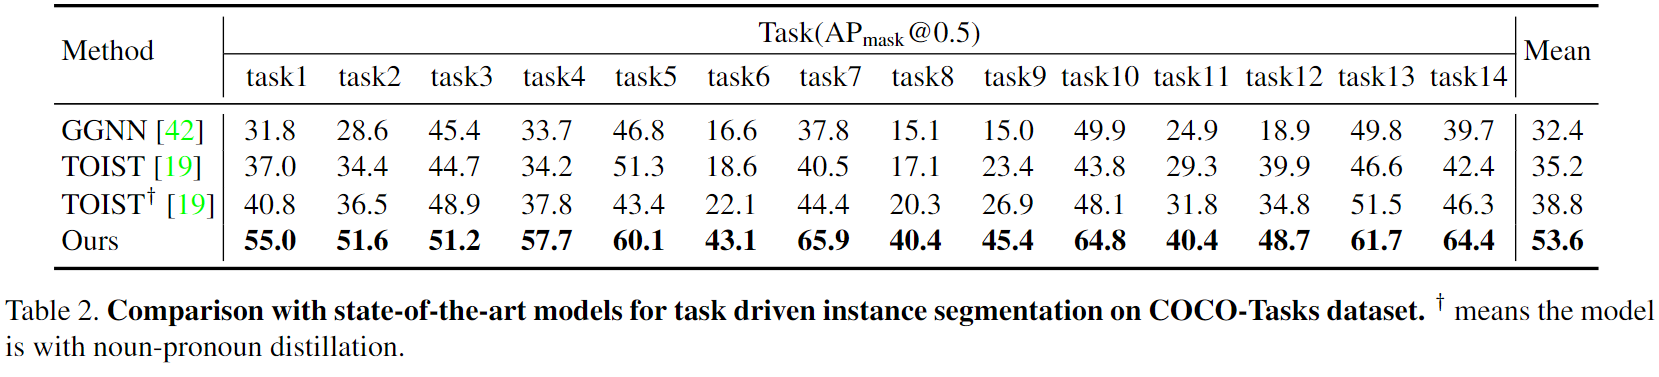 Method Task(APmask@0.5) Mean
task1 task2 task3 task4 task5 task6 task7 task8 task9 task10 task11 task12 task13 task14
GGNN [42] 31.8 28.6 45.4 33.7 46.8 16.6 37.8 15.1 15.0 49.9 24.9 18.9 49.8 39.7 32.4
TOIST [19] 37.0 34.4 44.7 34.2 51.3 18.6 40.5 17.1 23.4 43.8 29.3 39.9 46.6 42.4 35.2
TOIST† [19] 40.8 36.5 48.9 37.8 43.4 22.1 44.4 20.3 26.9 48.1 31.8 34.8 51.5 46.3 38.8
Ours 55.0 51.6 51.2 57.7 60.1 43.1 65.9 40.4 45.4 64.8 40.4 48.7 61.7 64.4 53.6
Table 2. Comparison with state-of-the-art models for task driven instance segmentation on COCO-Tasks dataset. † means the model
is with noun-pronoun distillation.